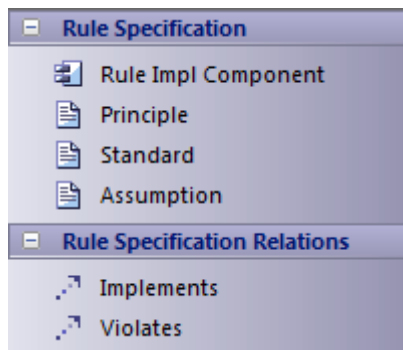 Rule Specification
Rule Impl Component
Principle
Standard
Assumption
Rule Specification Relations
Implements
Violates